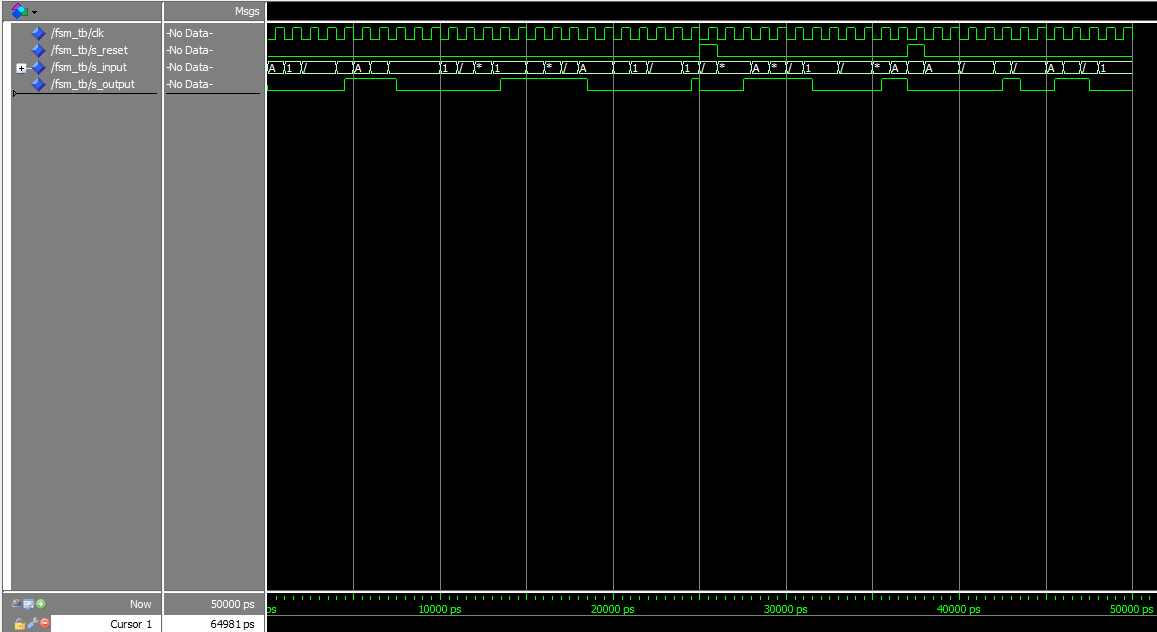 Msgs
/fsm_tb/clk -No Data-
/fsm_tb/s_reset -No Data-
/fsm_tb/s_input -No Data- A 1 / A 1 / * 1 * / A 1 / 1 / * A * / 1 / * A A / / A / 1
/fsm_tb/s_output -No Data-
Now 50000 ps ps 10000 ps 20000 ps 30000 ps 40000 ps 50000 ps
Cursor 1 64981 ps